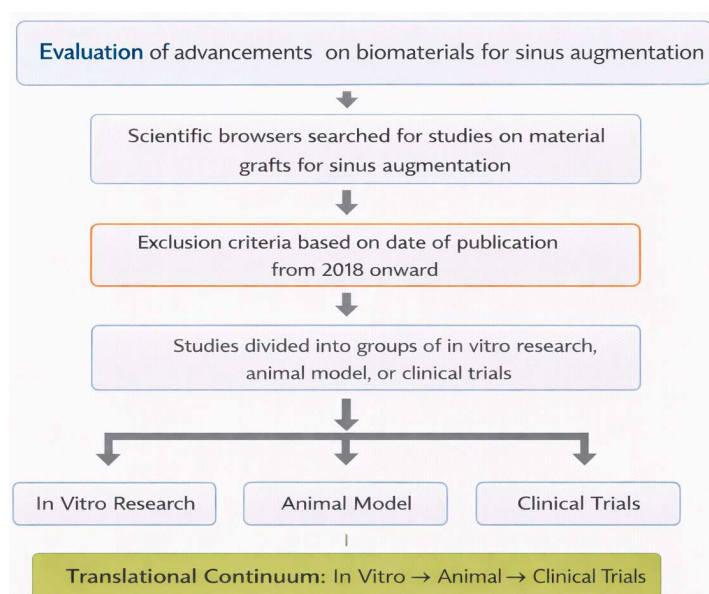 Evaluation of advancements on biomaterials for sinus augmentation
Scientific browsers searched for studies on material
grafts for sinus augmentation
Exclusion criteria based on date of publication
from 2018 onward
Studies divided into groups of in vitro research,
animal model, or clinical trials
In Vitro Research
Animal Model
Clinical Trials
Translational Continuum: In Vitro → Animal → Clinical Trials